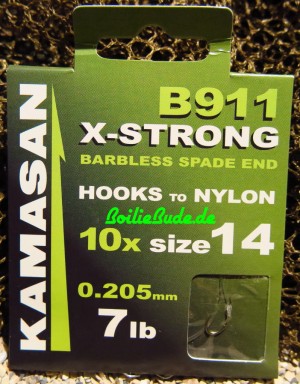 KAMASAN
B911
X-STRONG
BARBLESS SPADE END
HOOKS TO NYLON
BoilieBude.de
10x size 14
0.205mm
7lb